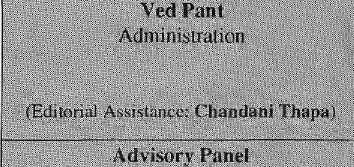 Ved Pant
Administration
(Editorial Assistance: Chandani Thapa)
Advisory Panel